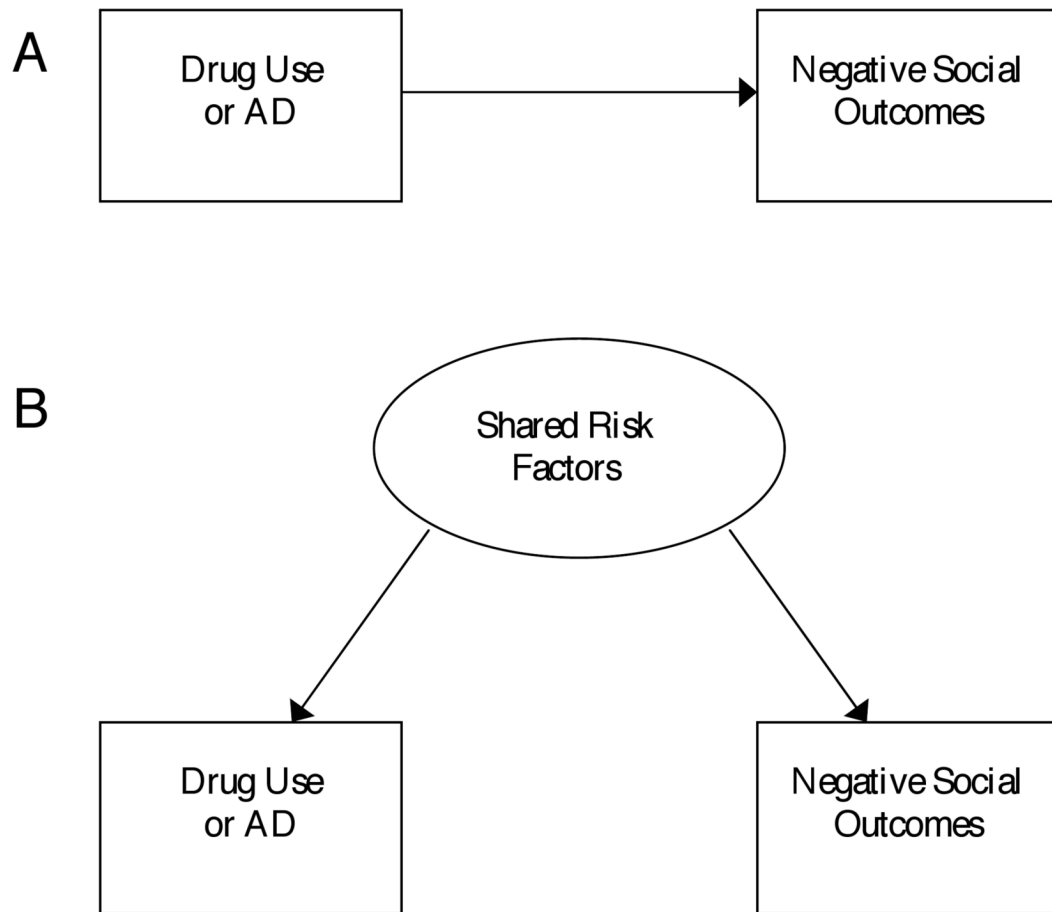 A
Drug Use
or AD
Negative Social
Outcomes
B
Shared Risk
Factors
Drug Use
or AD
Negative Social
Outcomes